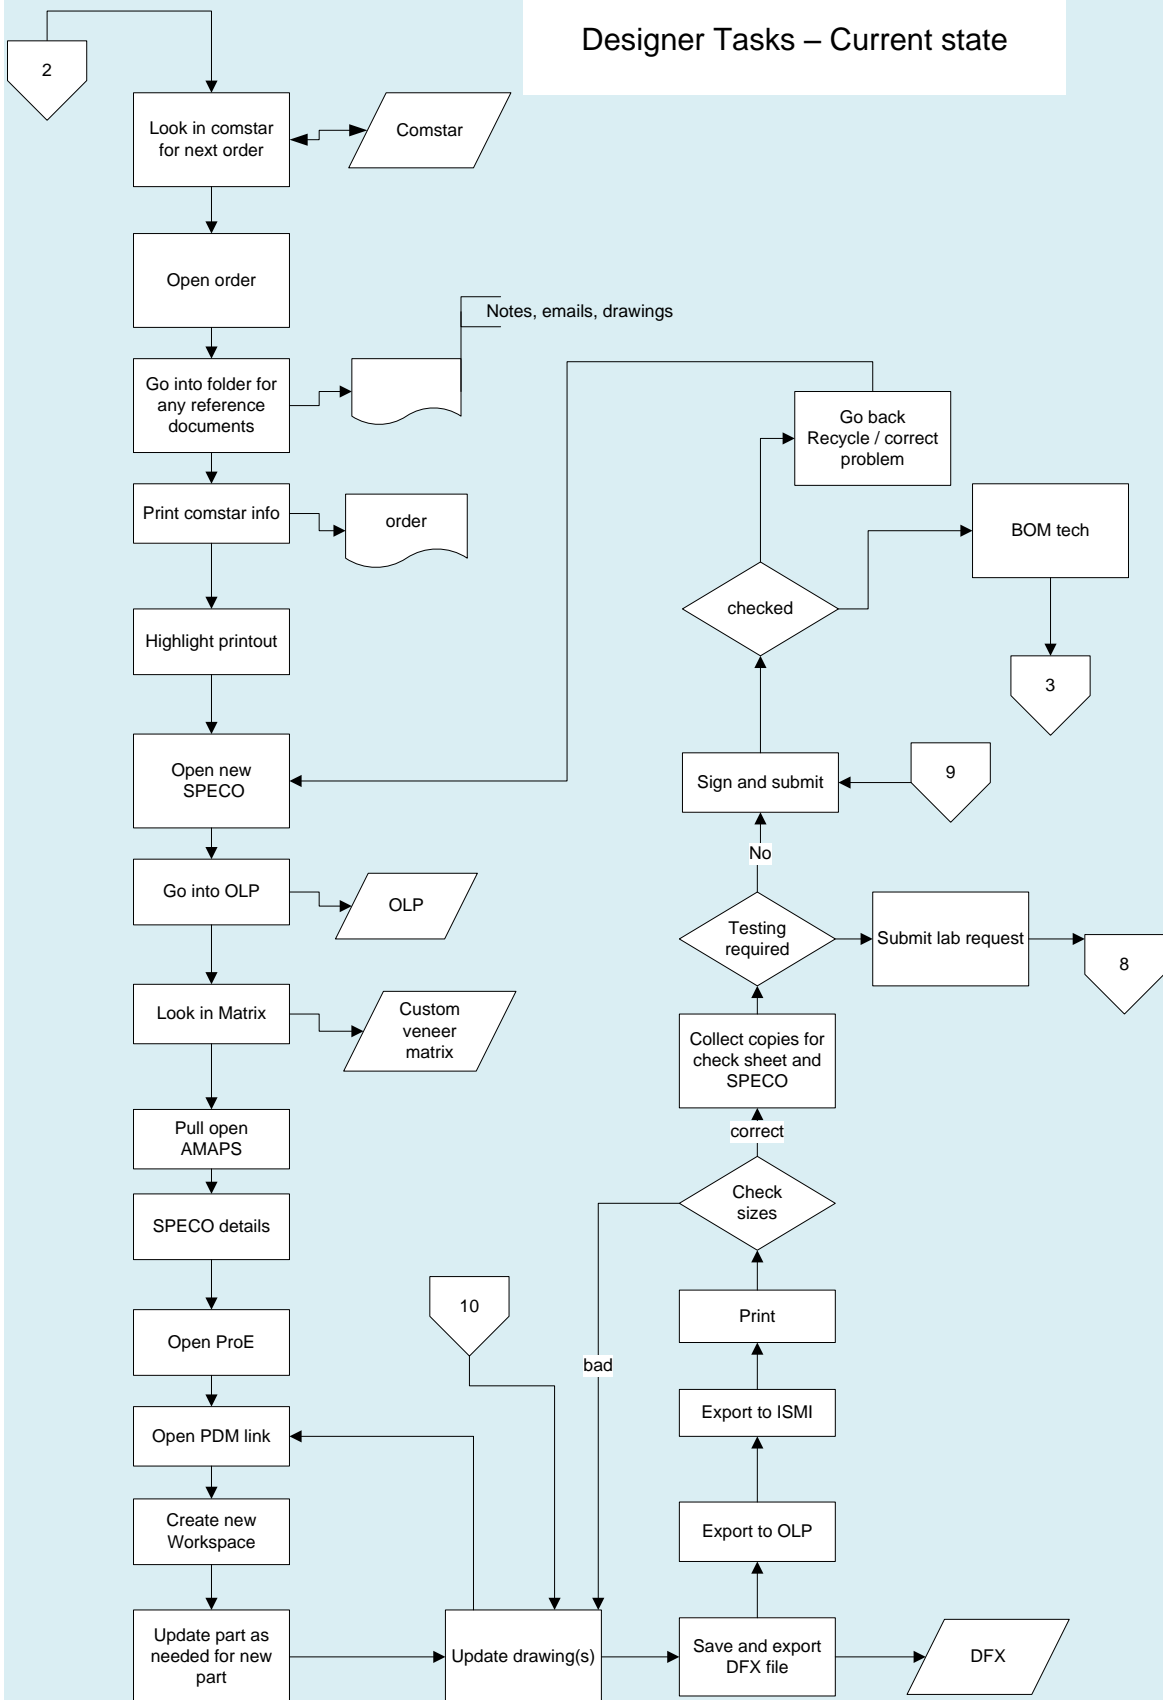 Designer Tasks – Current state
2
Look in comstar
for next order
Comstar
Open order
Notes, emails, drawings
Go into folder for
any reference
documents
Print comstar info
order
Highlight printout
Open new
SPECO
Go into OLP
OLP
Look in Matrix
Custom
veneer
matrix
Pull open
AMAPS
SPECO details
Open ProE
Open PDM link
Create new
Workspace
Update part as
needed for new
part
10
Update drawing(s)
Save and export
DFX file
DFX
Export to OLP
Export to ISMI
Print
Check
sizes
bad
correct
Collect copies for
check sheet and
SPECO
Testing
required
Submit lab request
8
No
Sign and submit
9
checked
Go back
Recycle / correct
problem
BOM tech
3